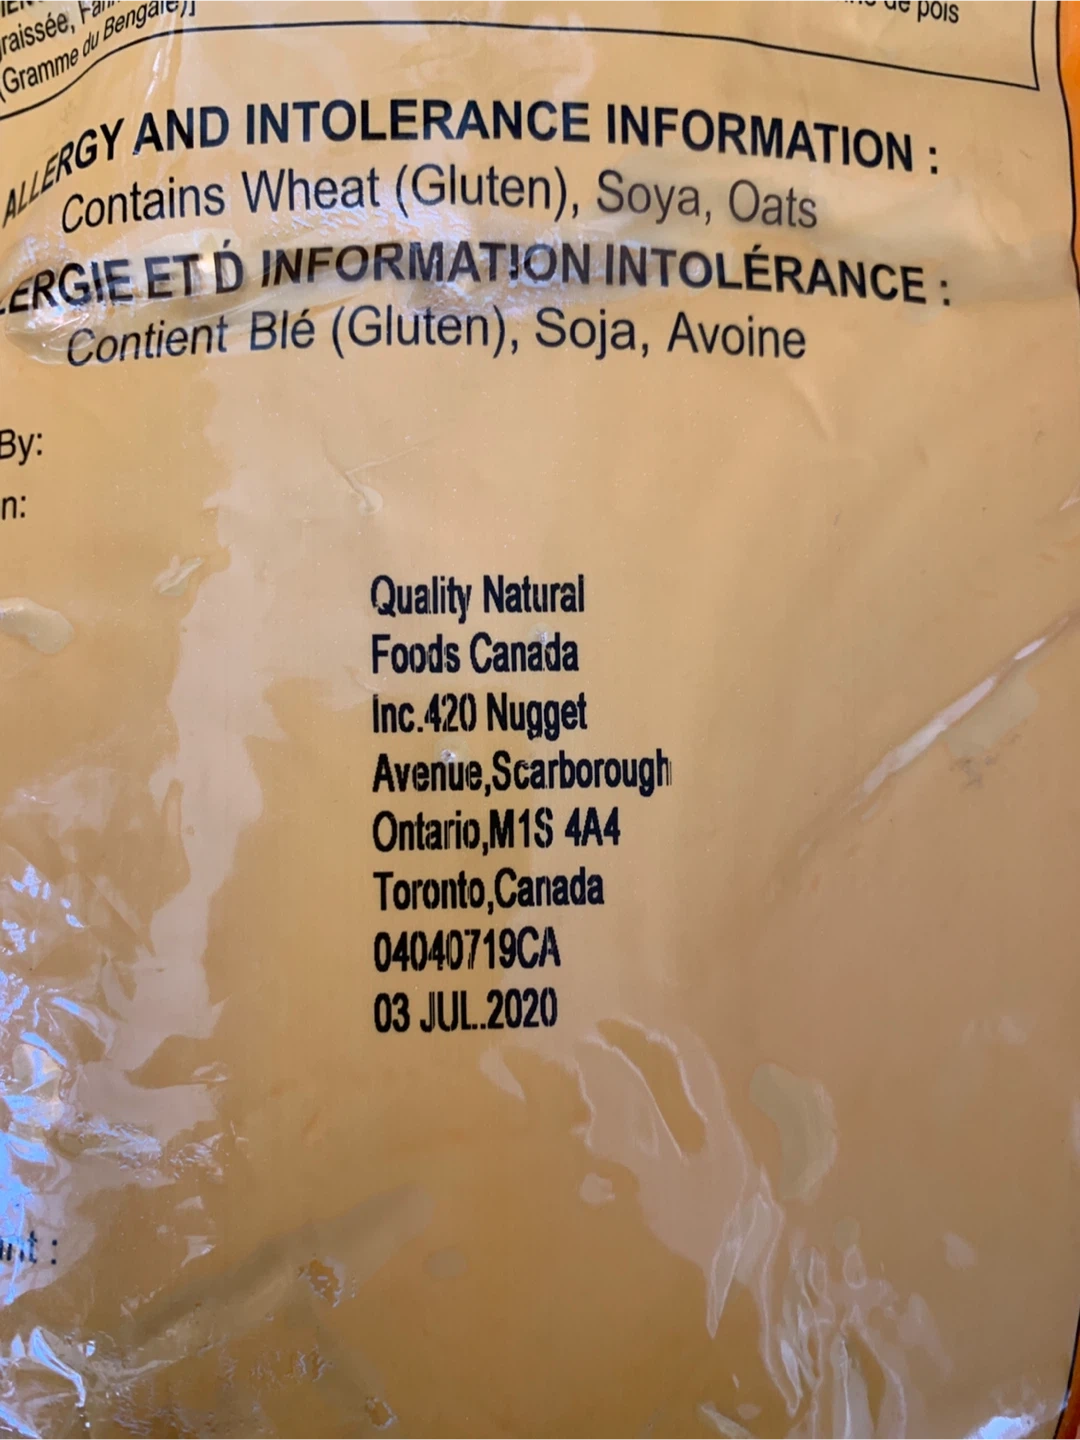 raissée,
de pois
(Gramme du Bengale)]
ALLERGY AND INTOLERANCE INFORMATION :
Contains Wheat (Gluten), Soya, Oats
ERGIE ET D́ INFORMATION INTOLÉRANCE :
Contient Blé (Gluten), Soja, Avoine
By:
n:
Quality Natural
Foods Canada
Inc.420 Nugget
Avenue,Scarborough
Ontario,M1S 4A4
Toronto,Canada
04040719CA
03 JUL..2020